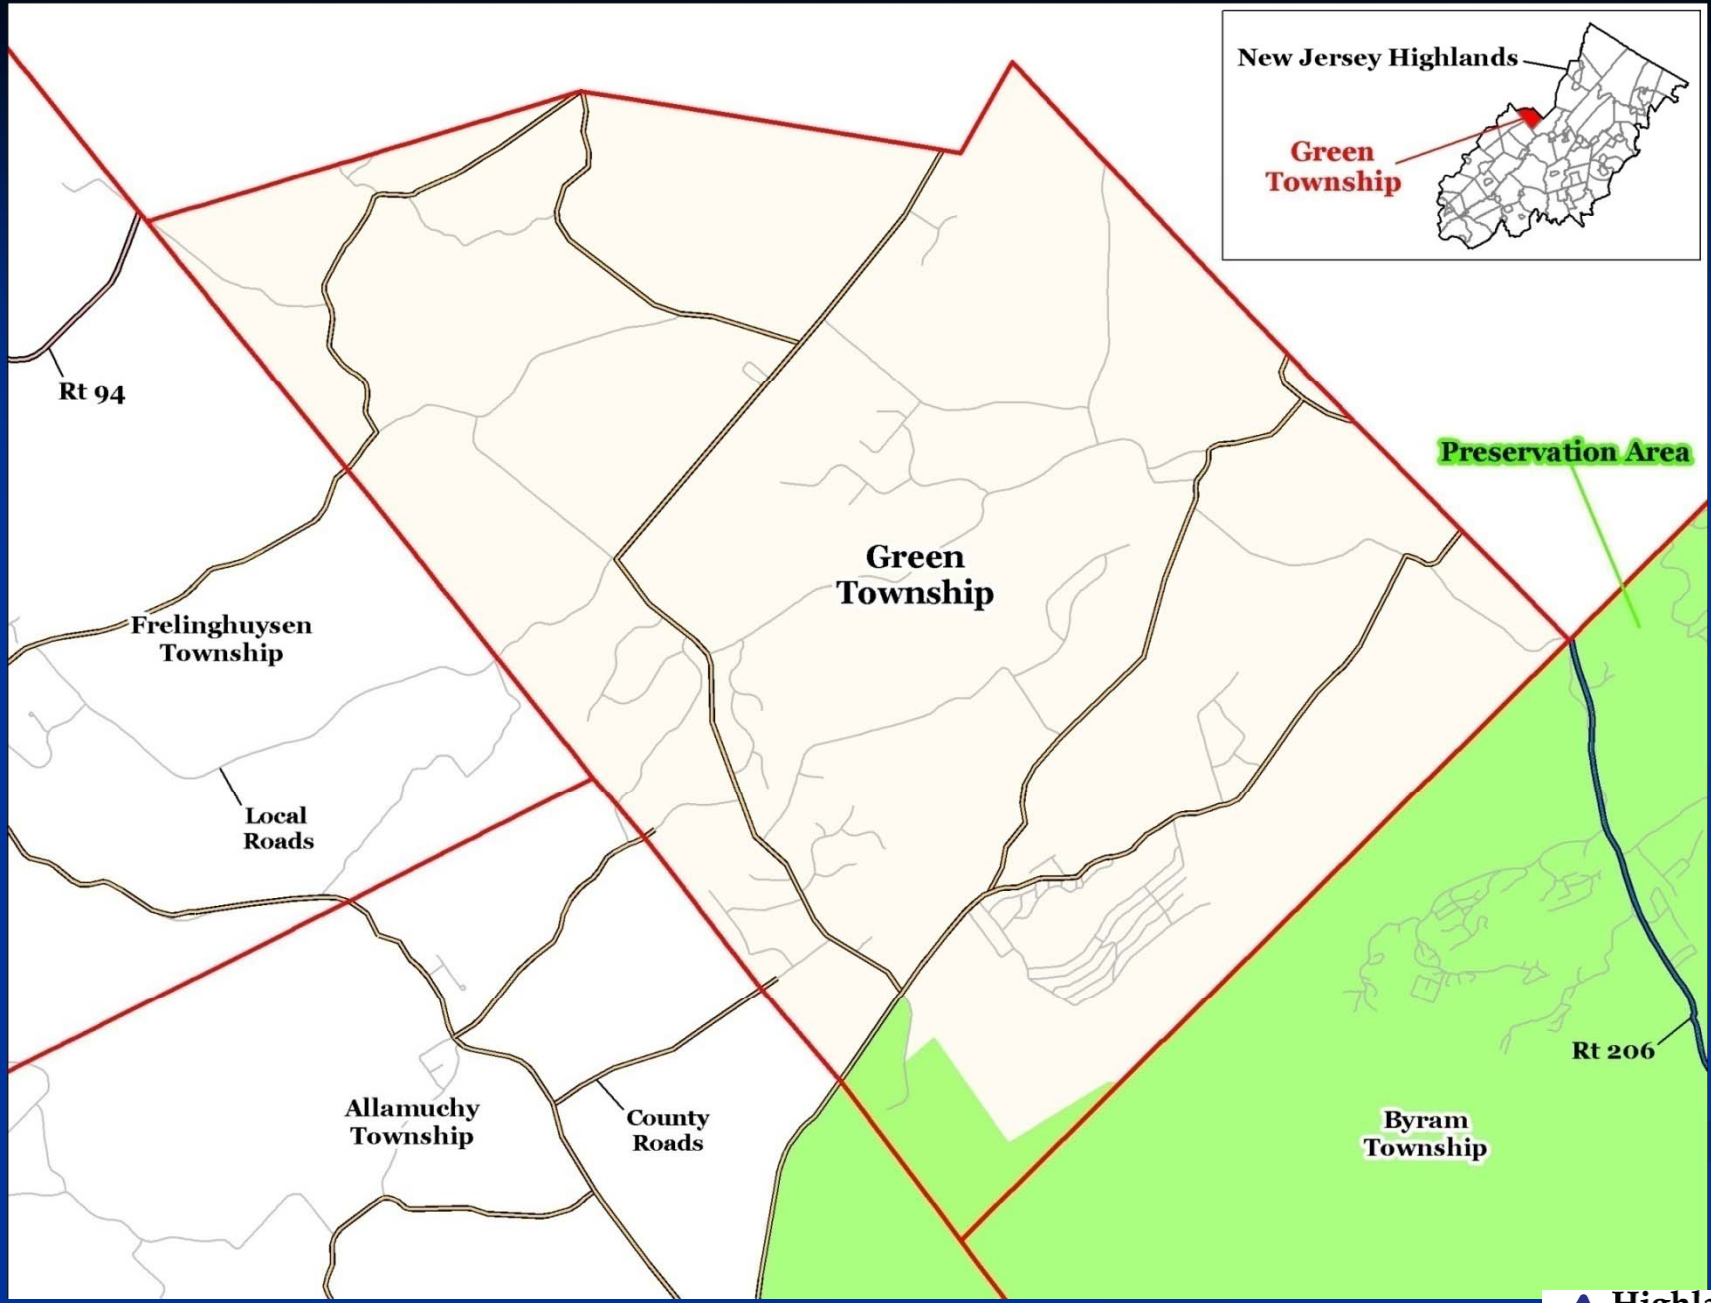 New Jersey Highlands
Green
Township
Rt 94
Preservation Area
Green
Township
Frelinghuysen
Township
Local
Roads
Rt 206
Allamuchy
Township
County
Roads
Byram
Township